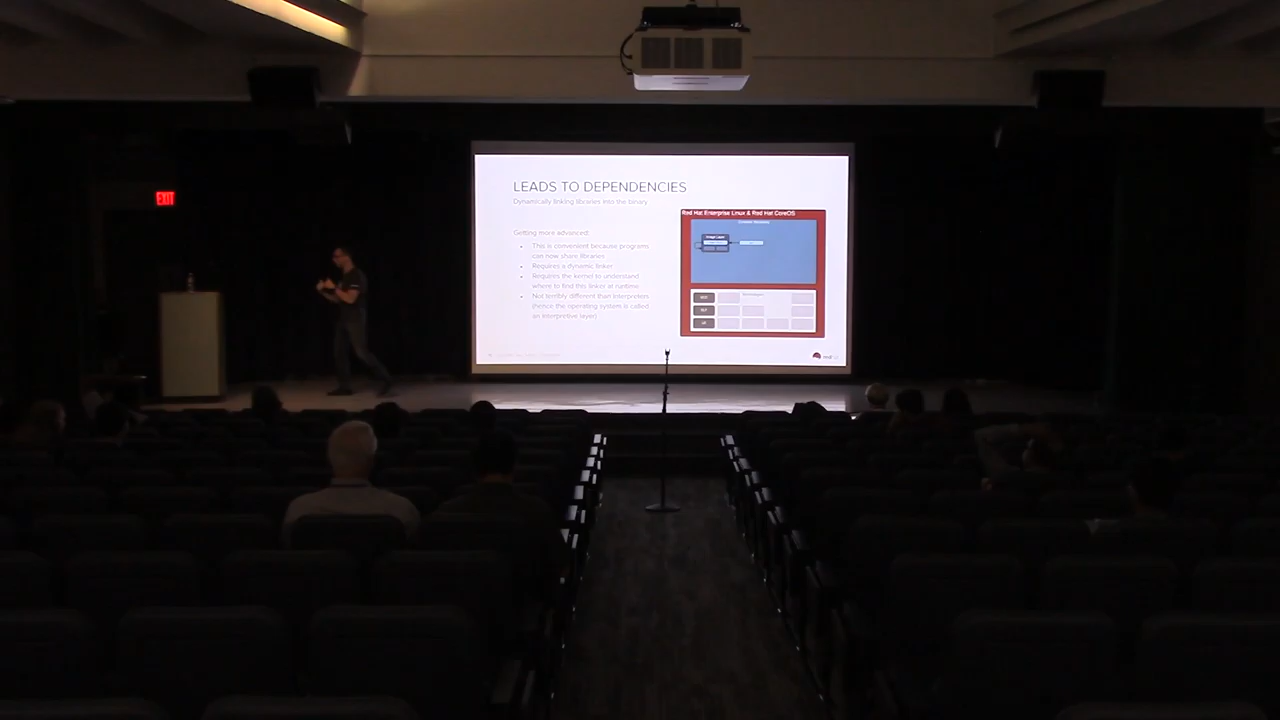 EXIT
LEADS TO DEPENDENCIES
Dynamically linking libraries into the binary
Getting more advanced:
This is convenient because programs
can now share libraries
Requires a dynamic linker
Requires the kernel to understand
where to find this linker at runtime
Not terribly different than interpreters
(hence the operating system is called
an interpretive layer)
Red Hat Enterprise Linux & Red Hat CoreOS
Image Layer